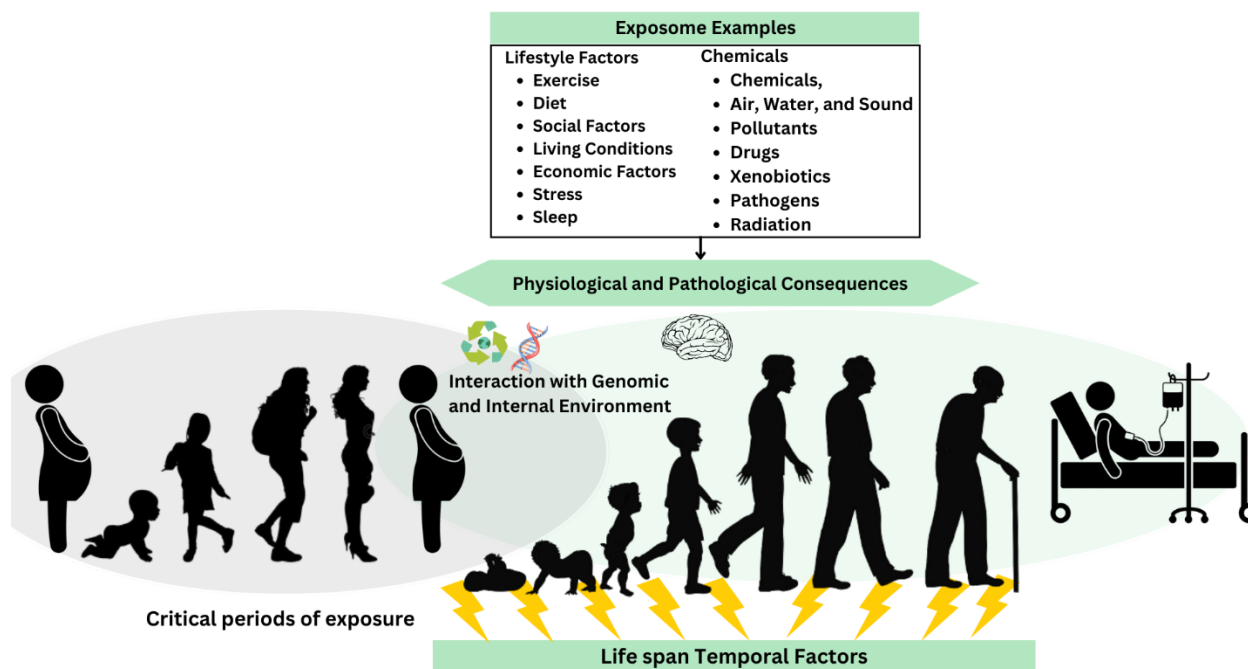 Exposome Examples
Lifestyle Factors
• Exercise
• Diet
• Social Factors
• Living Conditions
• Economic Factors
• Stress
• Sleep
Chemicals
• Chemicals,
• Air, Water, and Sound
• Pollutants
• Drugs
• Xenobiotics
• Pathogens
• Radiation
Physiological and Pathological Consequences
Interaction with Genomic
and Internal Environment
Critical periods of exposure
Life span Temporal Factors